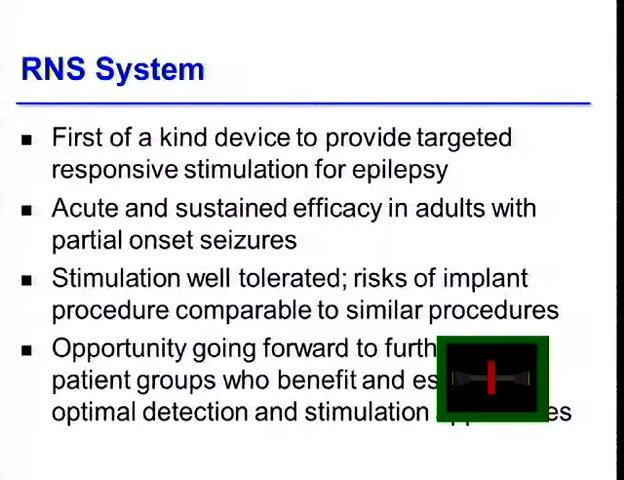 RNS System
First of a kind device to provide targeted
responsive stimulation for epilepsy
Acute and sustained efficacy in adults with
partial onset seizures
Stimulation well tolerated; risks of implant
procedure comparable to similar procedures
Opportunity going forward to
patient groups who benefit and
optimal detection and stimulation